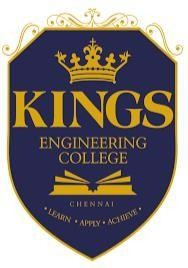 KINGS
ENGINEERING
COLLEGE
CHENNAI
• LEARN • APPLY • ACHIEVE •